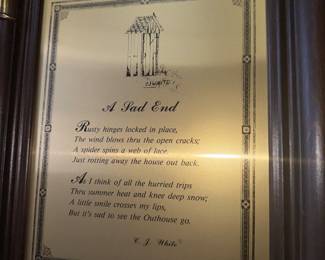 A Sad End
Rusty hinges locked in place,
The wind blows thru the open cracks;
A spider spins a web of lace
Just rotting away the house out back.
As I think of all the hurried trips
Thru summer heat and knee deep snow;
A little smile crosses my lips,
But it's sad to see the Outhouse go.
C. J. White